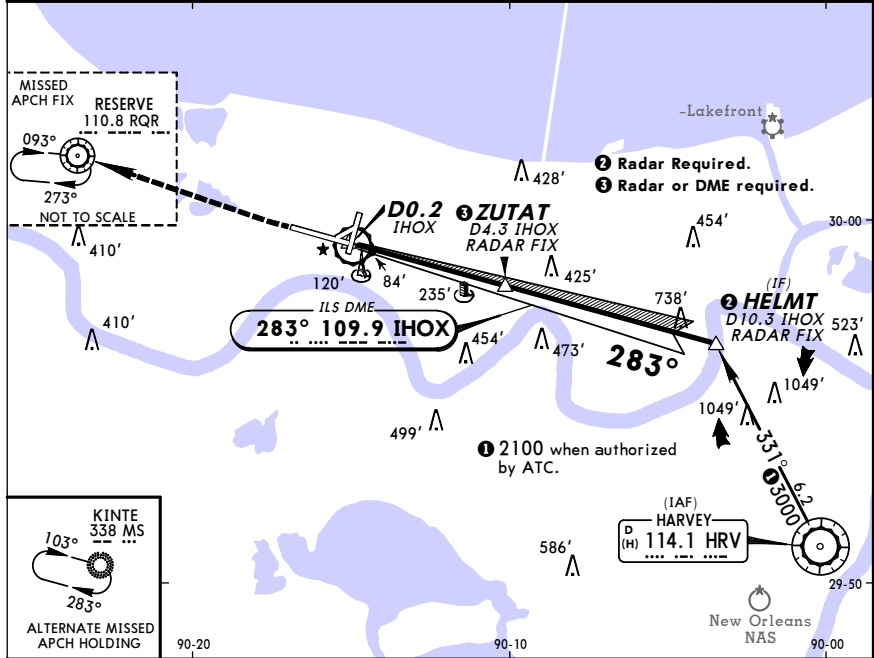 MISSED
APCH FIX
RESERVE
110.8 RQR
093°
273°
NOT TO SCALE
-Lakefront
428'
❷ Radar Required.
❸ Radar or DME required.
D0.2
IHOX
❸ ZUTAT
D4.3 IHOX
RADAR FIX
454'
30-00
410'
120'
84'
235'
425'
738'
(IF)
❷ HELMT
D10.3 IHOX
RADAR FIX
523'
ILS DME
283° 109.9 IHOX
410'
454'
473'
283°
1049'
1049'
499'
❶ 2100 when authorized
by ATC.
331°
6.2
❶ 3000
(IAF)
HARVEY
D
(H) 114.1 HRV
KINTE
338 MS
103°
283°
ALTERNATE MISSED
APCH HOLDING
586'
29-50
New Orleans
NAS
90-20
90-10
90-00